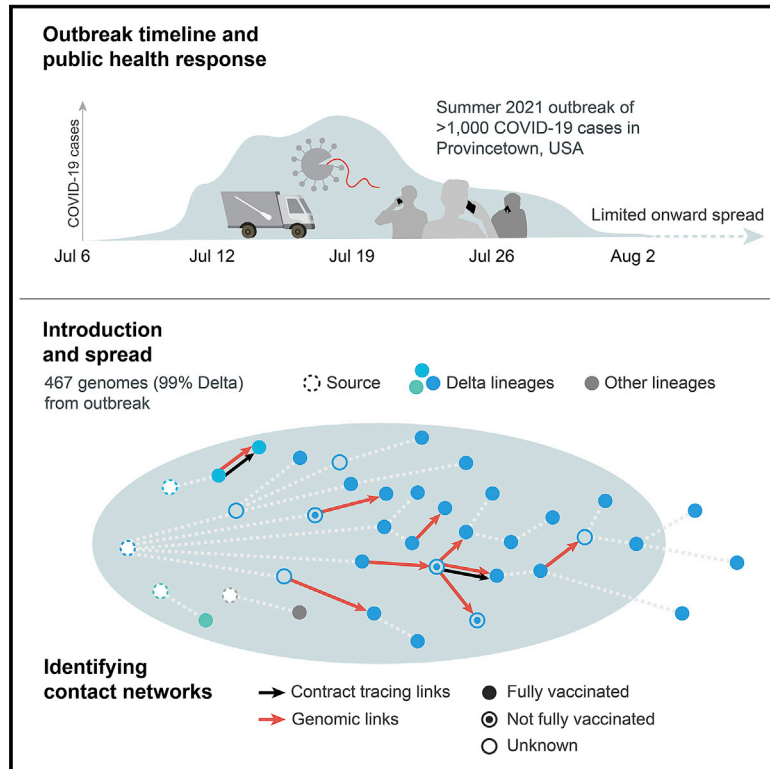 Outbreak timeline and
public health response
COVID-19 cases
Summer 2021 outbreak of
>1,000 COVID-19 cases in
Provincetown, USA
Limited onward spread
Jul 6 Jul 12 Jul 19 Jul 26 Aug 2
Introduction
and spread
467 genomes (99% Delta)
from outbreak
Source Delta lineages Other lineages
Identifying
contact networks
Contract tracing links Fully vaccinated
Genomic links Not fully vaccinated
Unknown